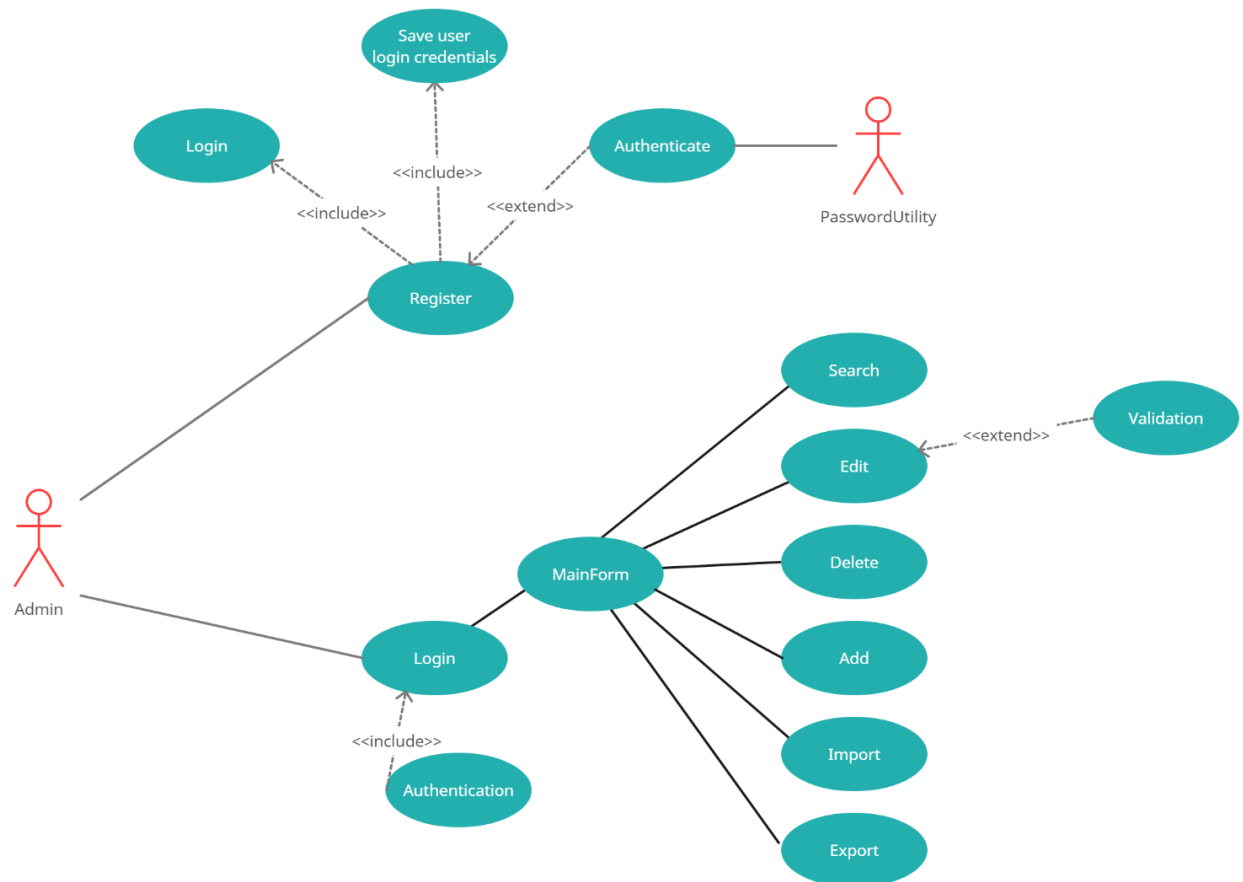 Save user
login credentials
Login
Authenticate
<<include>>
<<include>>
<<extend>>
PasswordUtility
Register
Search
Validation
<<extend>>
Edit
Delete
MainForm
Admin
Login
Add
<<include>>
Import
Authentication
Export